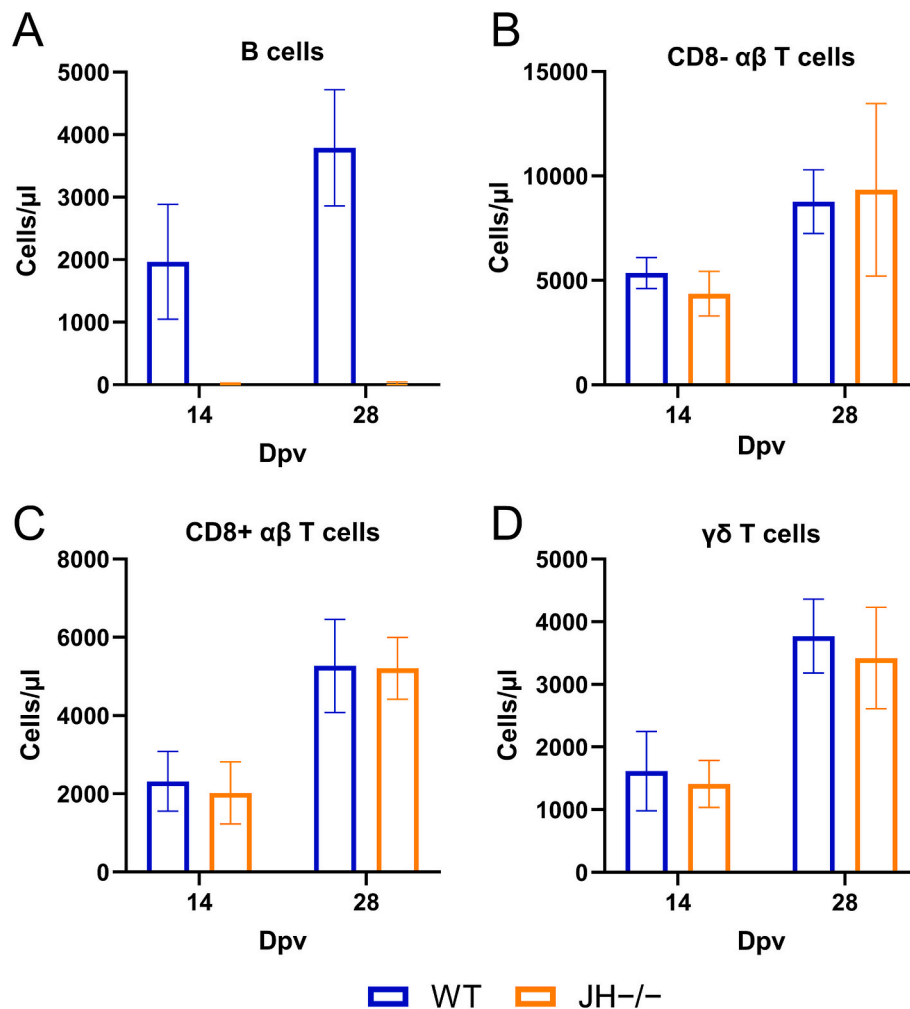 A
B cells
Cells/µl
5000
4000
3000
2000
1000
0
14 28
Dpv
B
CD8- αβ T cells
Cells/µl
15000
10000
5000
0
14 28
Dpv
C
CD8+ αβ T cells
Cells/µl
8000
6000
4000
2000
0
14 28
Dpv
D
γδ T cells
Cells/µl
5000
4000
3000
2000
1000
0
14 28
Dpv
WT JH−/−